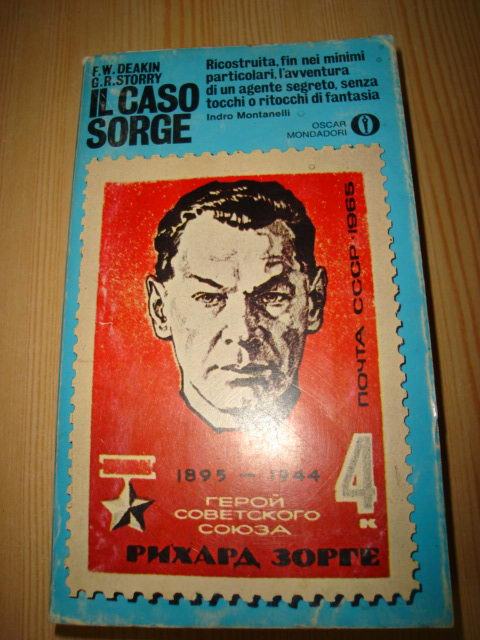 F.W. DEAKIN
G.R. STORRY
IL CASO
SORGE
Ricostruita, fin nei minimi
particolari, l'avventura
di un agente segreto, senza
tocchi o ritocchi di fantasia
Indro Montanelli
OSCAR
MONDADORI
ПОЧТА СССР·1965
1895 — 1944
4
к
ГЕРОЙ
СОВЕТСКОГО
СОЮЗА
РИХАРД ЗОРГЕ